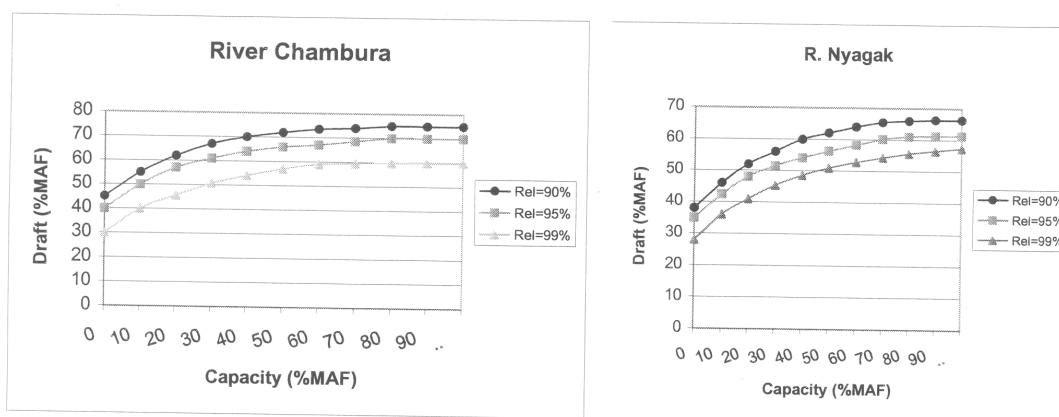 River Chambura
80
70
60
50
40
30
20
10
0
Draft (%MAF)
0 10 20 30 40 50 60 70 80 90 ..
Capacity (%MAF)
Rel=90%
Rel=95%
Rel=99%
R. Nyagak
70
60
50
40
30
20
10
0
Draft (%MAF)
0 10 20 30 40 50 60 70 80 90 ..
Capacity (%MAF)
Rel=90%
Rel=95%
Rel=99%